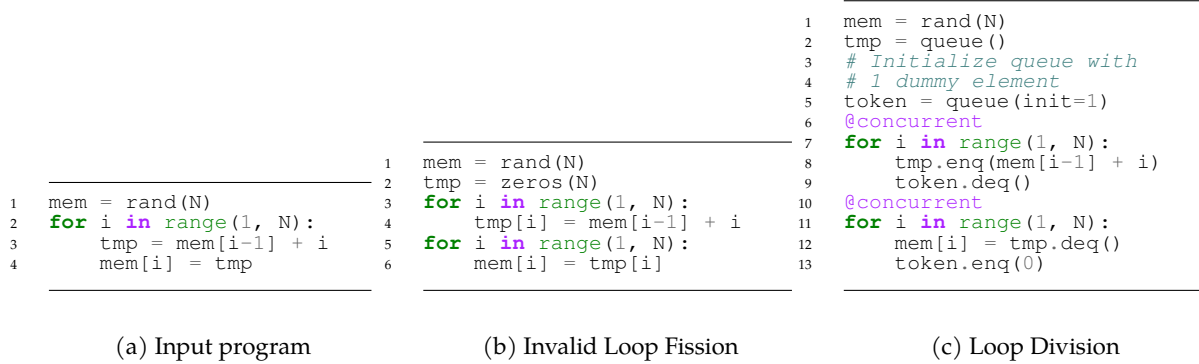 1 mem = rand(N)
2 for i in range(1, N):
3 tmp = mem[i-1] + i
4 mem[i] = tmp
(a) Input program
1 mem = rand(N)
2 tmp = zeros(N)
3 for i in range(1, N):
4 tmp[i] = mem[i-1] + i
5 for i in range(1, N):
6 mem[i] = tmp[i]
(b) Invalid Loop Fission
1 mem = rand(N)
2 tmp = queue()
3 # Initialize queue with
4 # 1 dummy element
5 token = queue(init=1)
6 @concurrent
7 for i in range(1, N):
8 tmp.enq(mem[i-1] + i)
9 token.deq()
10 @concurrent
11 for i in range(1, N):
12 mem[i] = tmp.deq()
13 token.enq(0)
(c) Loop Division